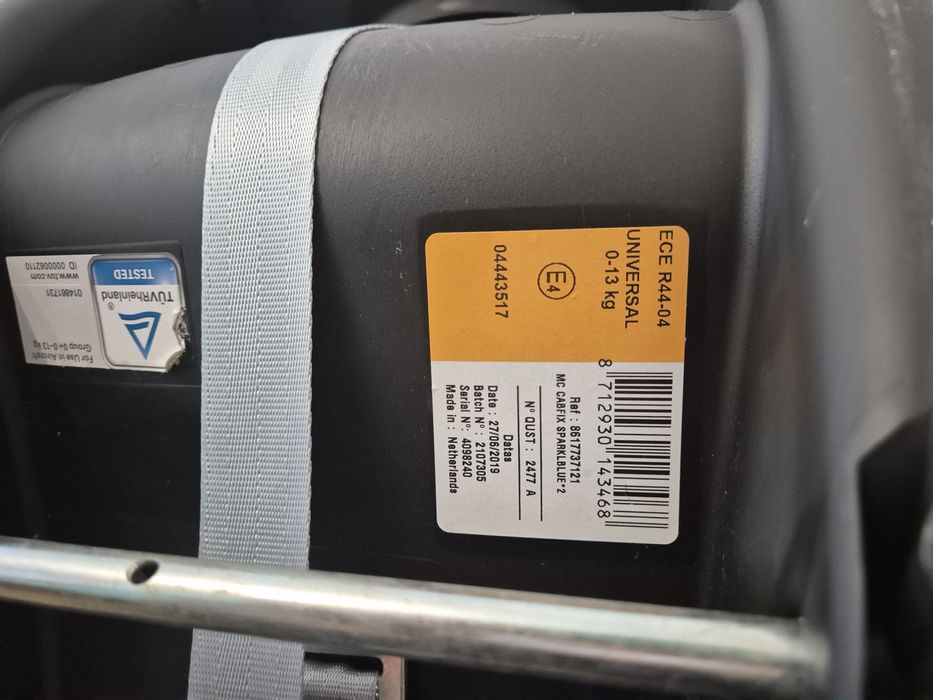 ECE R44-04
UNIVERSAL
0-13 kg
E4
04443517
8 712930 143468
Ref : 8617737121
MC CABFIX SPARKLBLUE*2
N° QUST : 2477 A
Datas
Date : 27/06/2019
Batch N° : 2107305
Serial N° : 4098240
Made in : Netherlands
For Use in Aircraft
Group 0+ 0-13 kg
014861731
TÜVRheinland®
TESTED
www.tuv.com
ID 0000062110